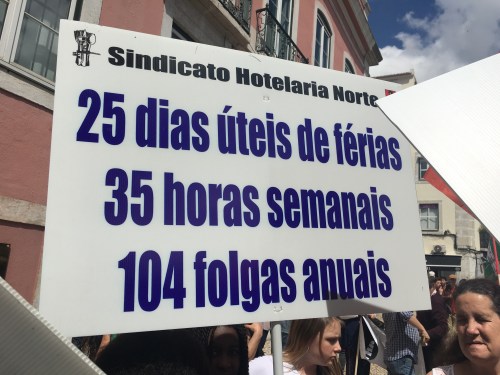 Sindicato Hotelaria Norte
25 dias úteis de férias
35 horas semanais
104 folgas anuais